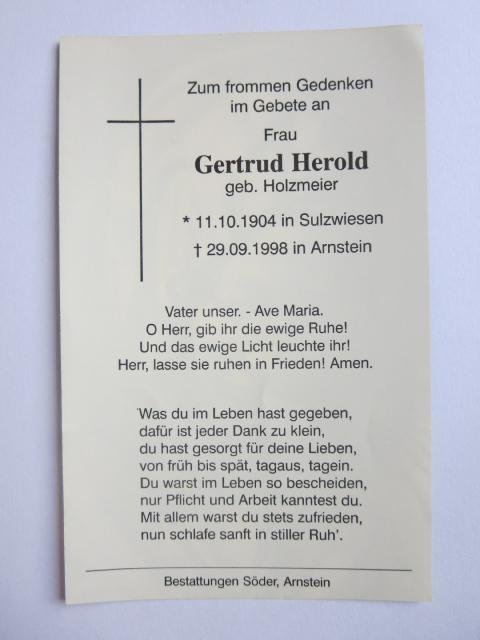 Zum frommen Gedenken
im Gebete an
Frau
Gertrud Herold
geb. Holzmeier
* 11.10.1904 in Sulzwiesen
† 29.09.1998 in Arnstein
Vater unser. - Ave Maria.
O Herr, gib ihr die ewige Ruhe!
Und das ewige Licht leuchte ihr!
Herr, lasse sie ruhen in Frieden! Amen.
'Was du im Leben hast gegeben,
dafür ist jeder Dank zu klein,
du hast gesorgt für deine Lieben,
von früh bis spät, tagaus, tagein.
Du warst im Leben so bescheiden,
nur Pflicht und Arbeit kanntest du.
Mit allem warst du stets zufrieden,
nun schlafe sanft in stiller Ruh'.
Bestattungen Söder, Arnstein